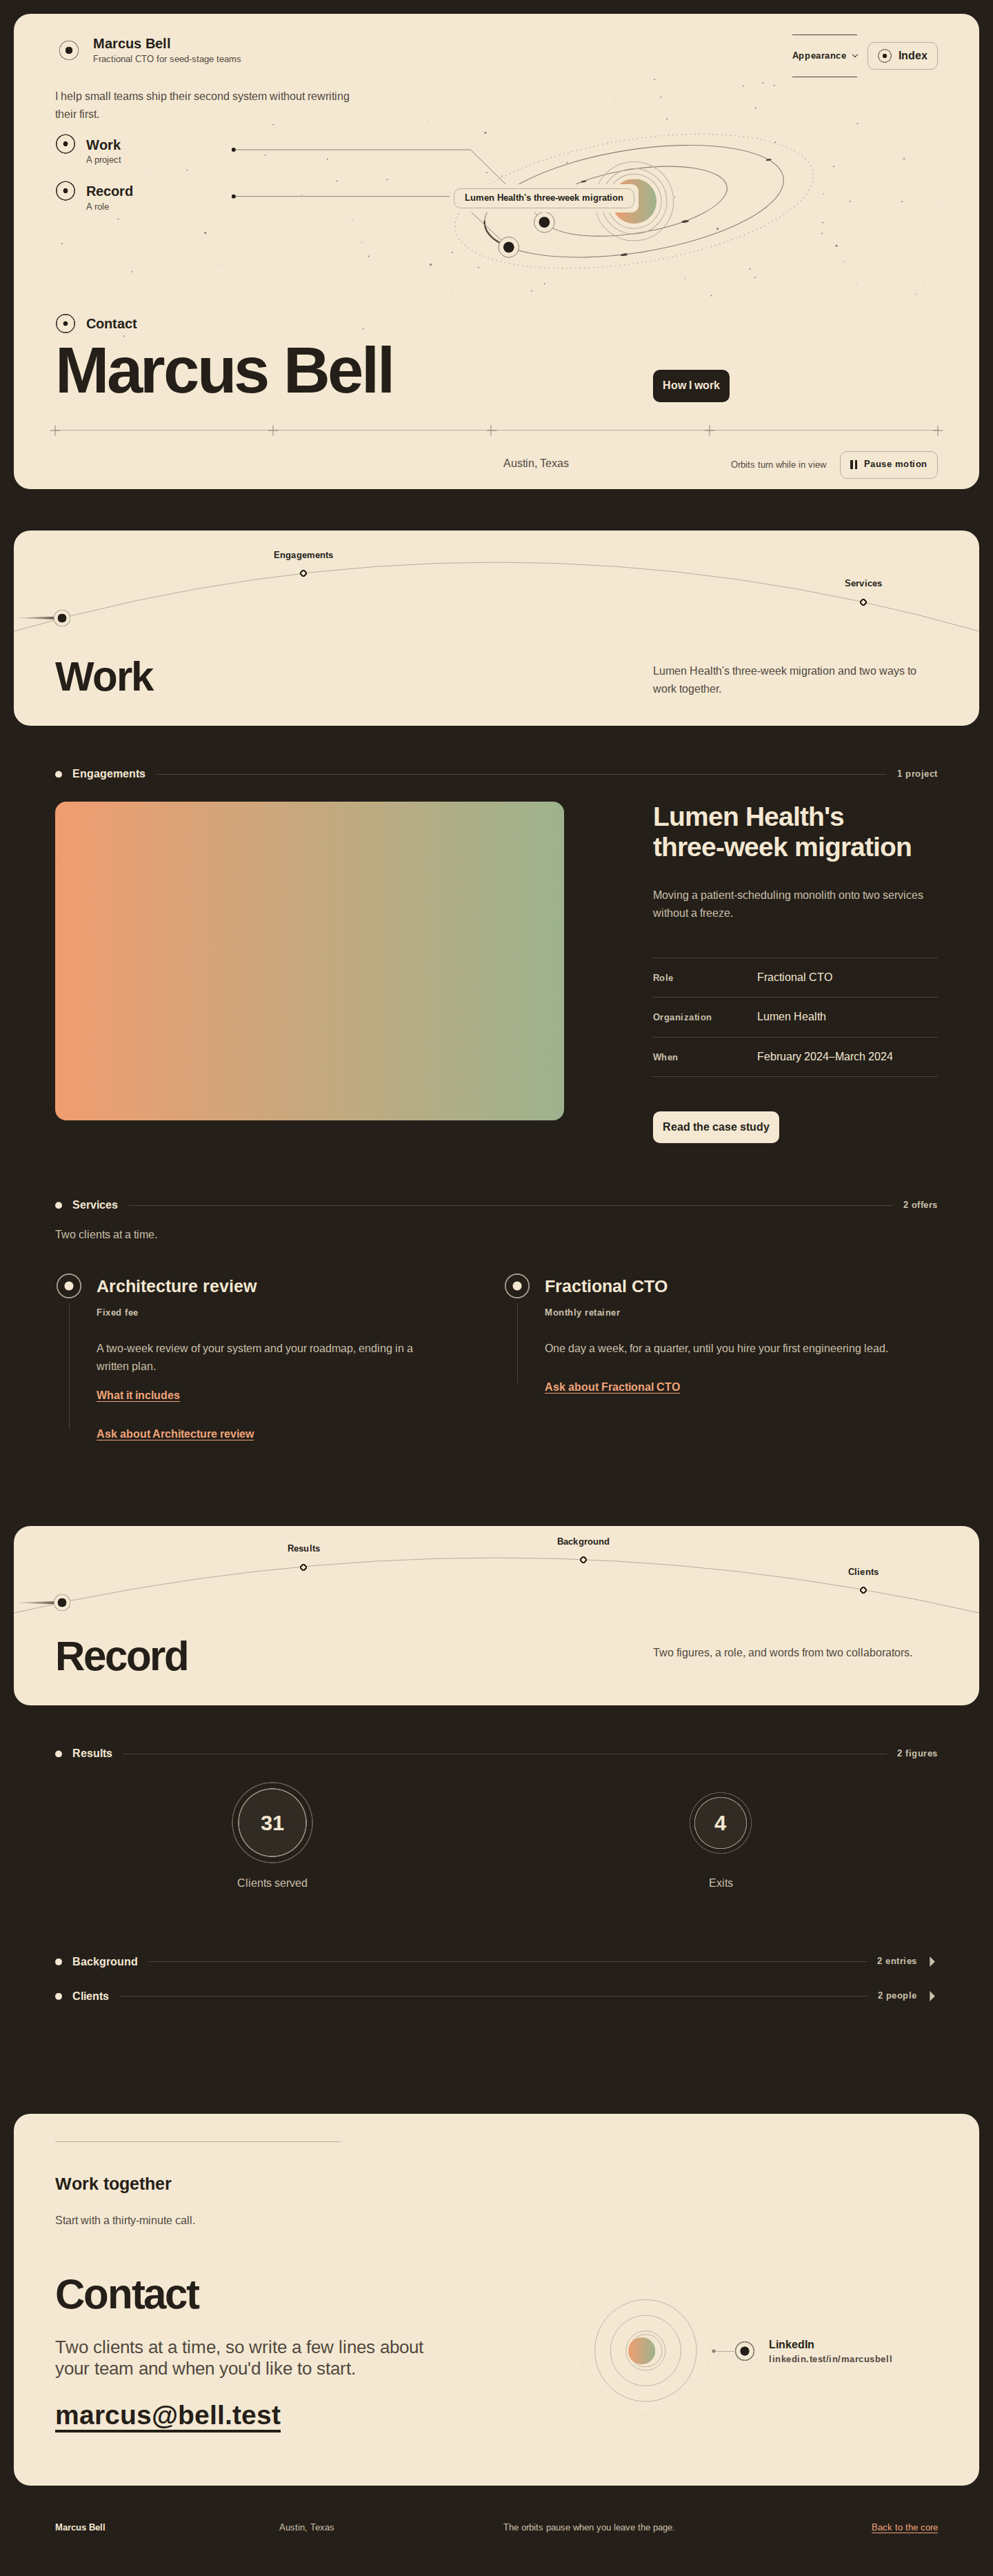 Marcus Bell
Fractional CTO for seed-stage teams
Appearance
Index
I help small teams ship their second system without rewriting
their first.
Work
A project
Record
A role
Lumen Health's three-week migration
Contact
Marcus Bell
How I work
Austin, Texas
Orbits turn while in view
Pause motion
Engagements
Services
Work
Lumen Health's three-week migration and two ways to
work together.
Engagements
1 project
Lumen Health's
three-week migration
Moving a patient-scheduling monolith onto two services
without a freeze.
Role
Fractional CTO
Organization
Lumen Health
When
February 2024–March 2024
Read the case study
Services
2 offers
Two clients at a time.
Architecture review
Fixed fee
A two-week review of your system and your roadmap, ending in a
written plan.
What it includes
Ask about Architecture review
Fractional CTO
Monthly retainer
One day a week, for a quarter, until you hire your first engineering lead.
Ask about Fractional CTO
Results
Background
Clients
Record
Two figures, a role, and words from two collaborators.
Results
2 figures
31
Clients served
4
Exits
Background
2 entries
Clients
2 people
Work together
Start with a thirty-minute call.
Contact
Two clients at a time, so write a few lines about
your team and when you'd like to start.
marcus@bell.test
LinkedIn
linkedin.test/in/marcusbell
Marcus Bell
Austin, Texas
The orbits pause when you leave the page.
Back to the core